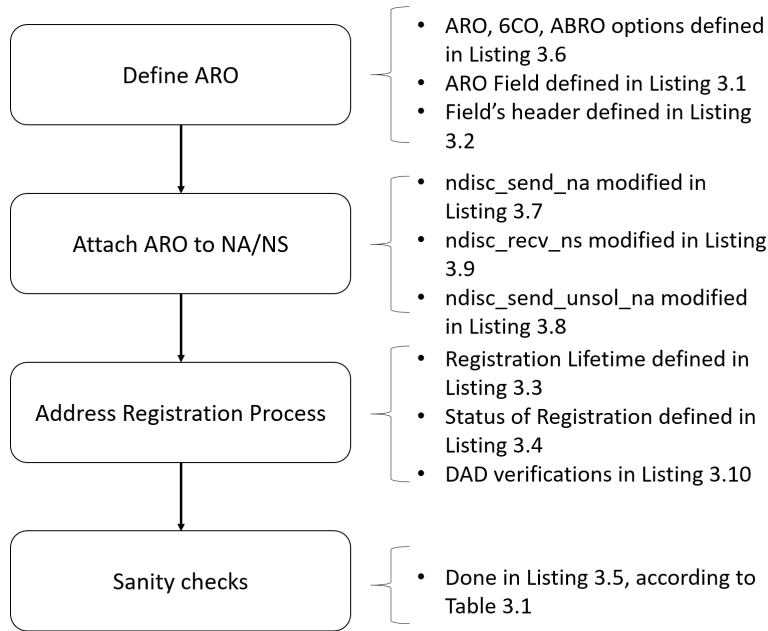 Define ARO
• ARO, 6CO, ABRO options defined
in Listing 3.6
• ARO Field defined in Listing 3.1
• Field’s header defined in Listing
3.2
Attach ARO to NA/NS
• ndisc_send_na modified in
Listing 3.7
• ndisc_recv_ns modified in Listing
3.9
• ndisc_send_unsol_na modified
in Listing 3.8
Address Registration Process
• Registration Lifetime defined in
Listing 3.3
• Status of Registration defined in
Listing 3.4
• DAD verifications in Listing 3.10
Sanity checks
• Done in Listing 3.5, according to
Table 3.1